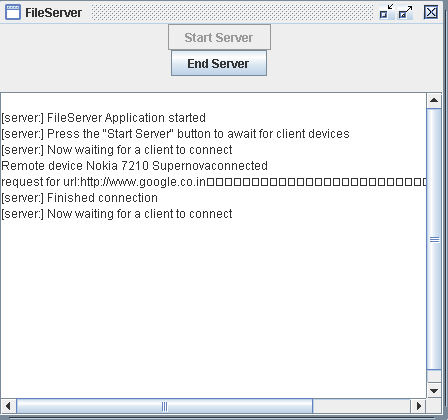 FileServer
Start Server
End Server
[server:] FileServer Application started
[server:] Press the "Start Server" button to await for client devices
[server:] Now waiting for a client to connect
Remote device Nokia 7210 Supernovaconnected
request for url:http://www.google.co.in▯▯▯▯▯▯▯▯▯▯▯▯▯▯▯▯▯▯▯▯▯▯▯▯▯
[server:] Finished connection
[server:] Now waiting for a client to connect